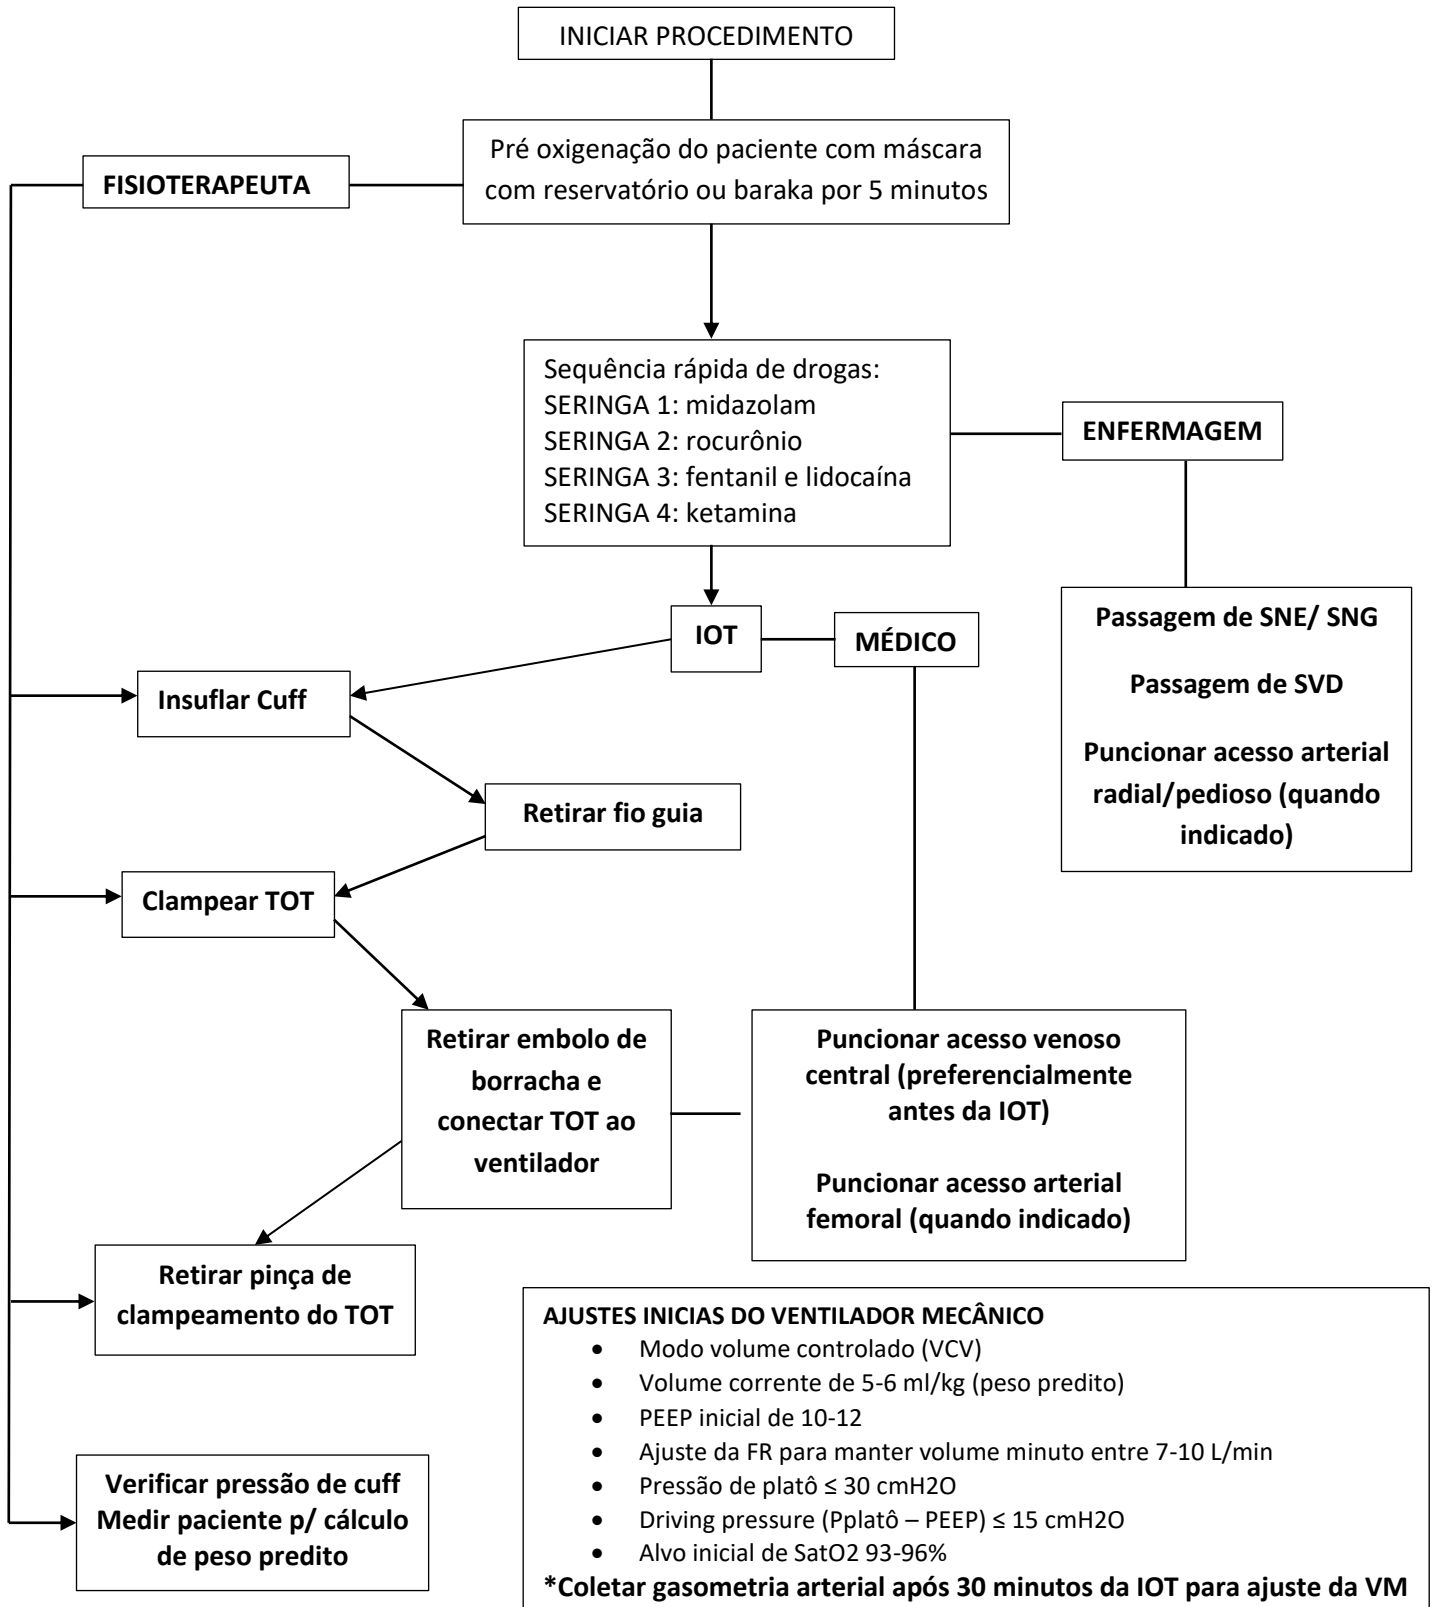 INICIAR PROCEDIMENTO
Pré oxigenação do paciente com máscara
com reservatório ou baraka por 5 minutos
FISIOTERAPEUTA
Sequência rápida de drogas:
SERINGA 1: midazolam
SERINGA 2: rocurônio
SERINGA 3: fentanil e lidocaína
SERINGA 4: ketamina
ENFERMAGEM
IOT
MÉDICO
Passagem de SNE/ SNG
Passagem de SVD
Puncionar acesso arterial
radial/pedioso (quando
indicado)
Insuflar Cuff
Retirar fio guia
Clampear TOT
Retirar embolo de
borracha e
conectar TOT ao
ventilador
Puncionar acesso venoso
central (preferencialmente
antes da IOT)
Puncionar acesso arterial
femoral (quando indicado)
Retirar pinça de
clampeamento do TOT
Verificar pressão de cuff
Medir paciente p/ cálculo
de peso predito
AJUSTES INICIAS DO VENTILADOR MECÂNICO
• Modo volume controlado (VCV)
• Volume corrente de 5-6 ml/kg (peso predito)
• PEEP inicial de 10-12
• Ajuste da FR para manter volume minuto entre 7-10 L/min
• Pressão de platô ≤ 30 cmH2O
• Driving pressure (Pplatô – PEEP) ≤ 15 cmH2O
• Alvo inicial de SatO2 93-96%
*Coletar gasometria arterial após 30 minutos da IOT para ajuste da VM